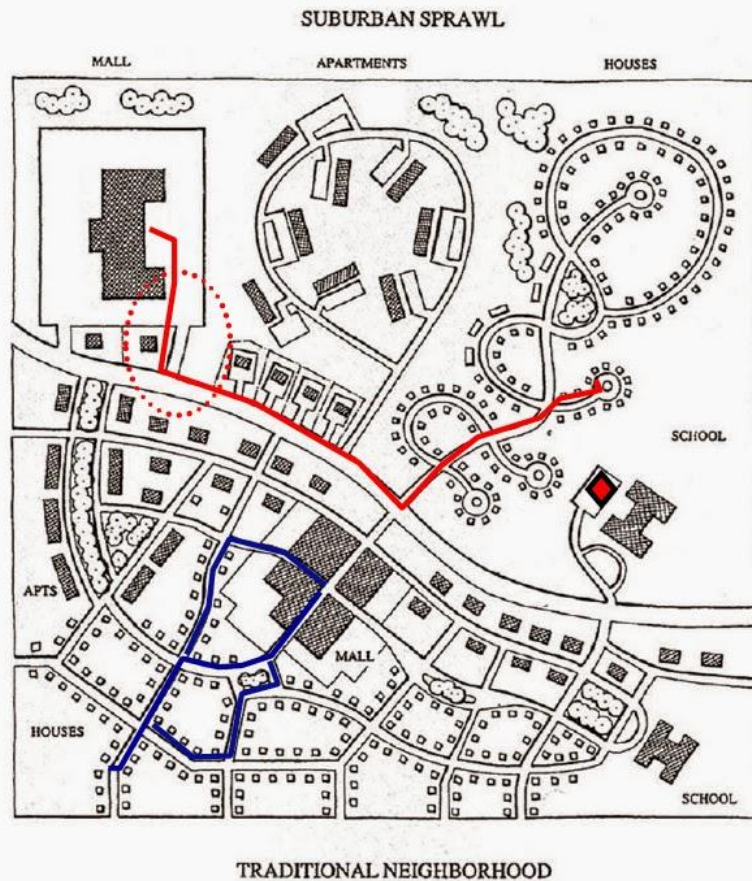 SUBURBAN SPRAWL
MALL
APARTMENTS
HOUSES
SCHOOL
APTS
MALL
HOUSES
SCHOOL
TRADITIONAL NEIGHBORHOOD